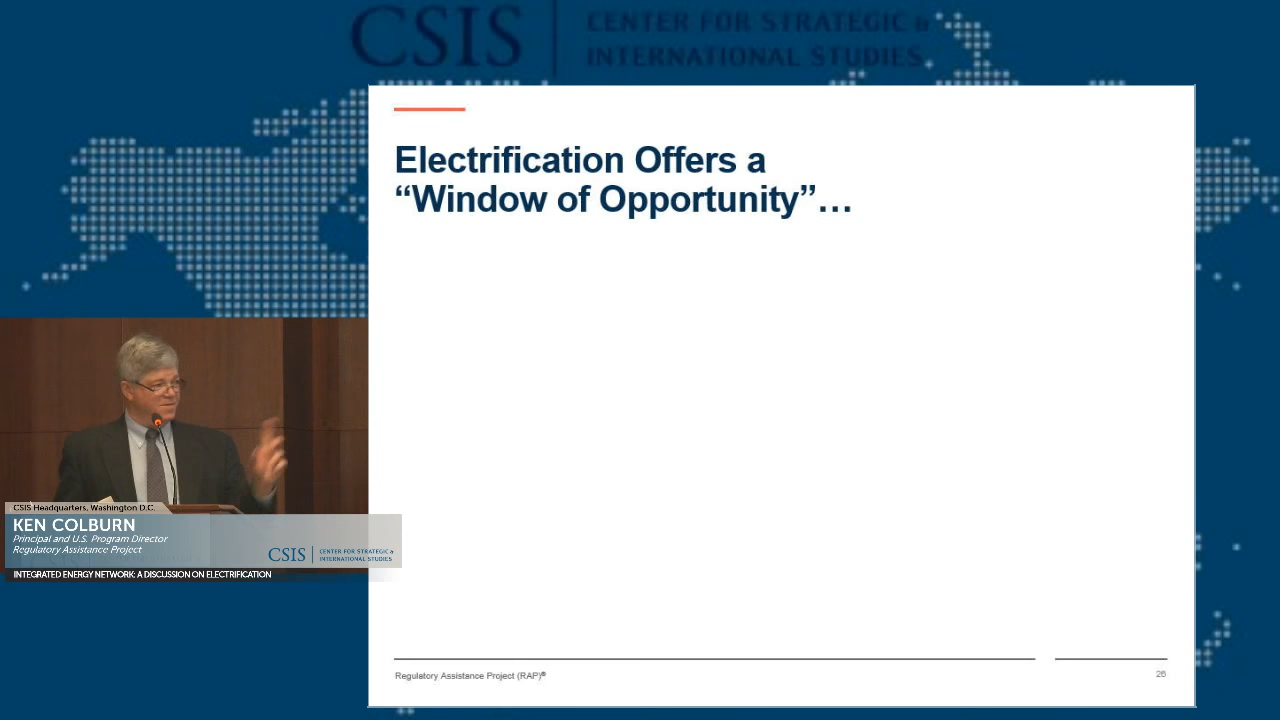 CSIS
CENTER FOR STRATEGIC &
INTERNATIONAL STUDIES
Electrification Offers a
“Window of Opportunity”…
CSIS Headquarters, Washington D.C.
KEN COLBURN
Principal and U.S. Program Director
Regulatory Assistance Project
CSIS
CENTER FOR STRATEGIC &
INTERNATIONAL STUDIES
INTEGRATED ENERGY NETWORK: A DISCUSSION ON ELECTRIFICATION
Regulatory Assistance Project (RAP)®
26